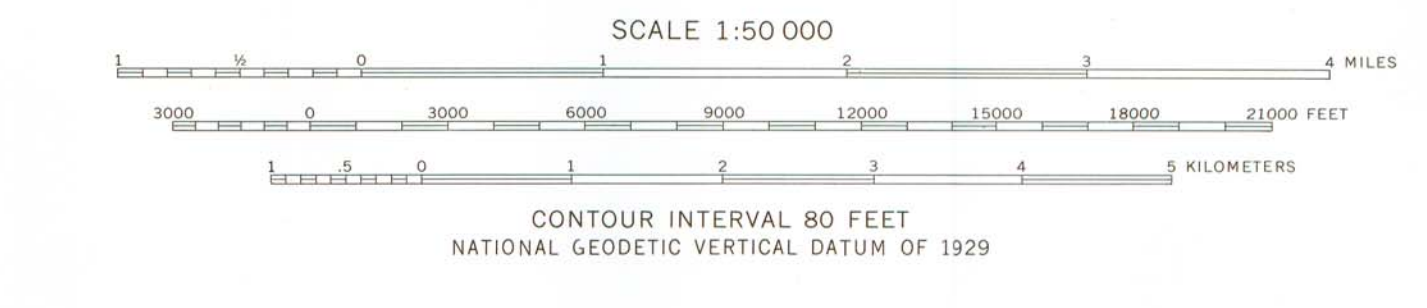 SCALE 1:50 000
1 ½ 0 1 2 3 4 MILES
3000 0 3000 6000 9000 12000 15000 18000 21000 FEET
1 .5 0 1 2 3 4 5 KILOMETERS
CONTOUR INTERVAL 80 FEET
NATIONAL GEODETIC VERTICAL DATUM OF 1929